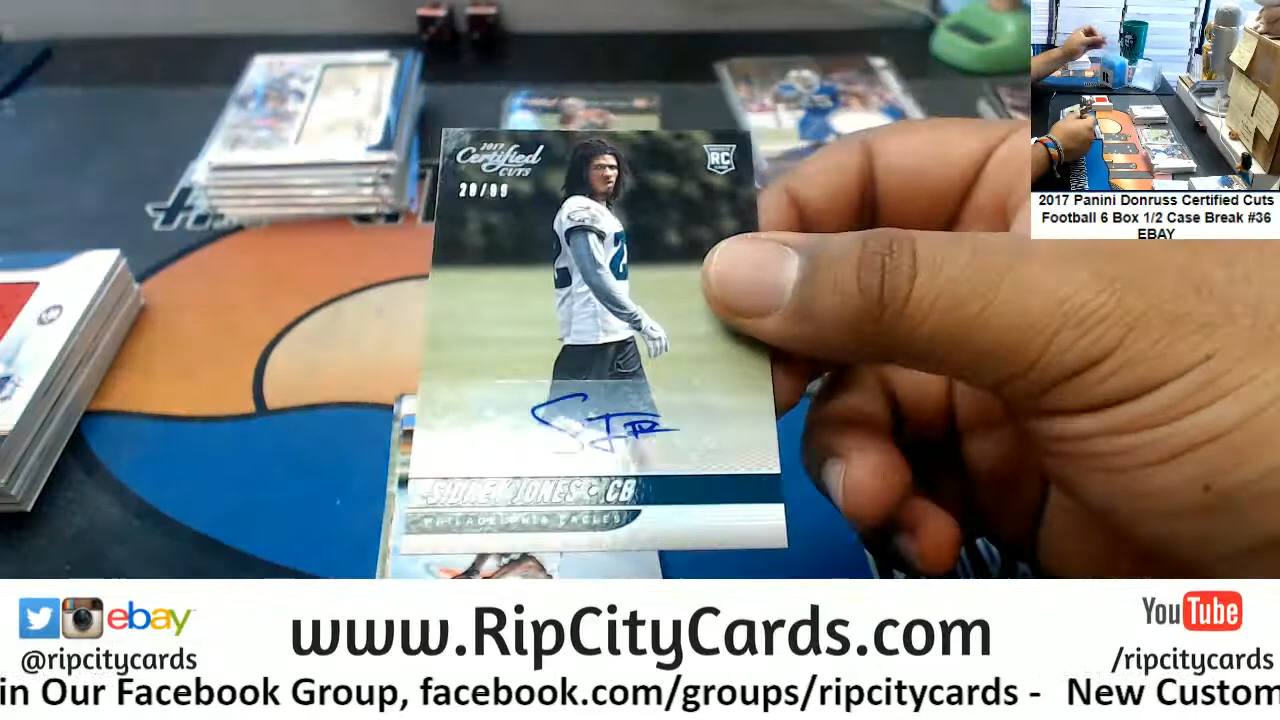 2017
Certified
CUTS
RC
SIDNEY JONES • CB
PHILADELPHIA EAGLES
2017 Panini Donruss Certified Cuts
Football 6 Box 1/2 Case Break #36
EBAY
ebay
@ripcitycards
www.RipCityCards.com
YouTube
/ripcitycards
in Our Facebook Group, facebook.com/groups/ripcitycards - New Custom